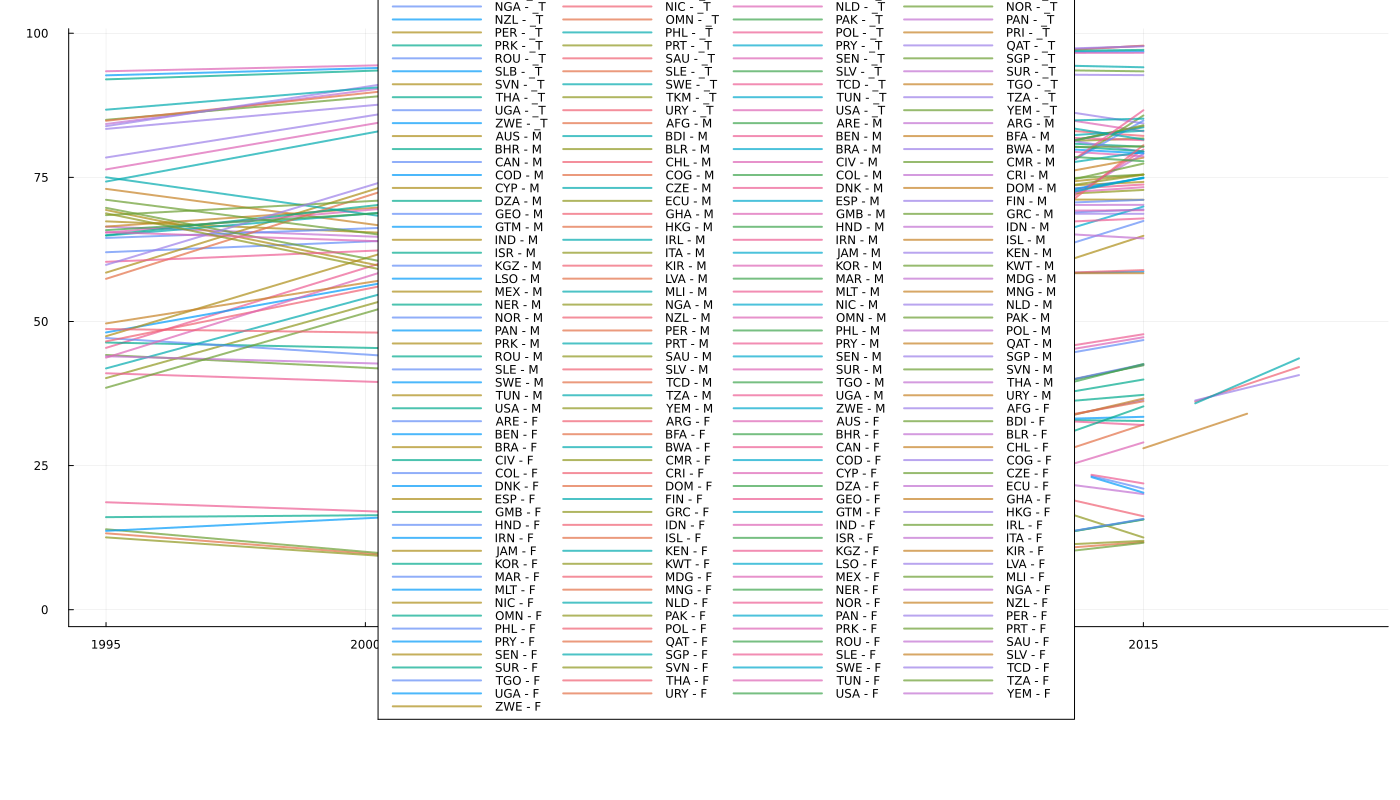 NGA - _T NIC - _T NLD - _T NOR - _T
NZL - _T OMN - _T PAK - _T PAN - _T
100 PER - _T PHL - _T POL - _T PRI - _T
PRK - _T PRT - _T PRY - _T QAT - _T
ROU - _T SAU - _T SEN - _T SGP - _T
SLB - _T SLE - _T SLV - _T SUR - _T
SVN - _T SWE - _T TCD - _T TGO - _T
THA - _T TKM - _T TUN - _T TZA - _T
UGA - _T URY - _T USA - _T YEM - _T
ZWE - _T AFG - M ARE - M ARG - M
AUS - M BDI - M BEN - M BFA - M
BHR - M BLR - M BRA - M BWA - M
CAN - M CHL - M CIV - M CMR - M
75 COD - M COG - M COL - M CRI - M
CYP - M CZE - M DNK - M DOM - M
DZA - M ECU - M ESP - M FIN - M
GEO - M GHA - M GMB - M GRC - M
GTM - M HKG - M HND - M IDN - M
IND - M IRL - M IRN - M ISL - M
ISR - M ITA - M JAM - M KEN - M
KGZ - M KIR - M KOR - M KWT - M
LSO - M LVA - M MAR - M MDG - M
MEX - M MLI - M MLT - M MNG - M
NER - M NGA - M NIC - M NLD - M
50 NOR - M NZL - M OMN - M PAK - M
PAN - M PER - M PHL - M POL - M
PRK - M PRT - M PRY - M QAT - M
ROU - M SAU - M SEN - M SGP - M
SLE - M SLV - M SUR - M SVN - M
SWE - M TCD - M TGO - M THA - M
TUN - M TZA - M UGA - M URY - M
USA - M YEM - M ZWE - M AFG - F
ARE - F ARG - F AUS - F BDI - F
BEN - F BFA - F BHR - F BLR - F
BRA - F BWA - F CAN - F CHL - F
25 CIV - F CMR - F COD - F COG - F
COL - F CRI - F CYP - F CZE - F
DNK - F DOM - F DZA - F ECU - F
ESP - F FIN - F GEO - F GHA - F
GMB - F GRC - F GTM - F HKG - F
HND - F IDN - F IND - F IRL - F
IRN - F ISL - F ISR - F ITA - F
JAM - F KEN - F KGZ - F KIR - F
KOR - F KWT - F LSO - F LVA - F
MAR - F MDG - F MEX - F MLI - F
MLT - F MNG - F NER - F NGA - F
0 NIC - F NLD - F NOR - F NZL - F
OMN - F PAK - F PAN - F PER - F
PHL - F POL - F PRK - F PRT - F
PRY - F QAT - F ROU - F SAU - F
1995 2000 2015
SEN - F SGP - F SLE - F SLV - F
SUR - F SVN - F SWE - F TCD - F
TGO - F THA - F TUN - F TZA - F
UGA - F URY - F USA - F YEM - F
ZWE - F